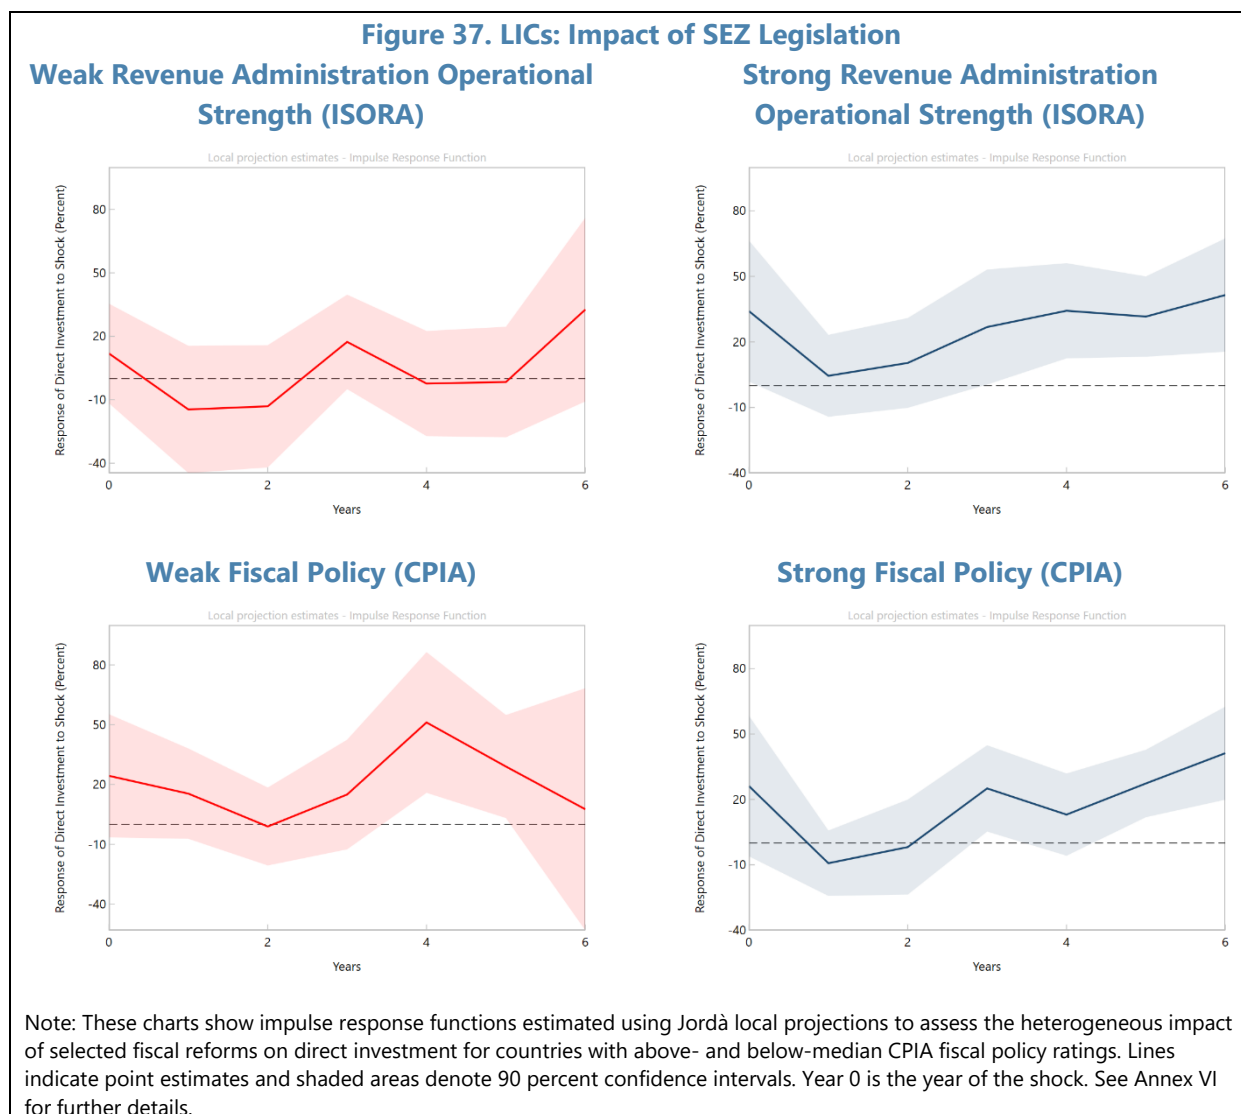 Figure 37. LICs: Impact of SEZ Legislation
Weak Revenue Administration Operational
Strength (ISORA)
Local projection estimates - Impulse Response Function
Response of Direct Investment to Shock (Percent)
80
50
20
-10
-40
0
2
4
6
Years
Strong Revenue Administration
Operational Strength (ISORA)
Local projection estimates - Impulse Response Function
Response of Direct Investment to Shock (Percent)
80
50
20
-10
-40
0
2
4
6
Years
Weak Fiscal Policy (CPIA)
Local projection estimates - Impulse Response Function
Response of Direct Investment to Shock (Percent)
80
50
20
-10
-40
0
2
4
6
Years
Strong Fiscal Policy (CPIA)
Local projection estimates - Impulse Response Function
Response of Direct Investment to Shock (Percent)
80
50
20
-10
-40
0
2
4
6
Years
Note: These charts show impulse response functions estimated using Jordà local projections to assess the heterogeneous impact
of selected fiscal reforms on direct investment for countries with above- and below-median CPIA fiscal policy ratings. Lines
indicate point estimates and shaded areas denote 90 percent confidence intervals. Year 0 is the year of the shock. See Annex VI
for further details.